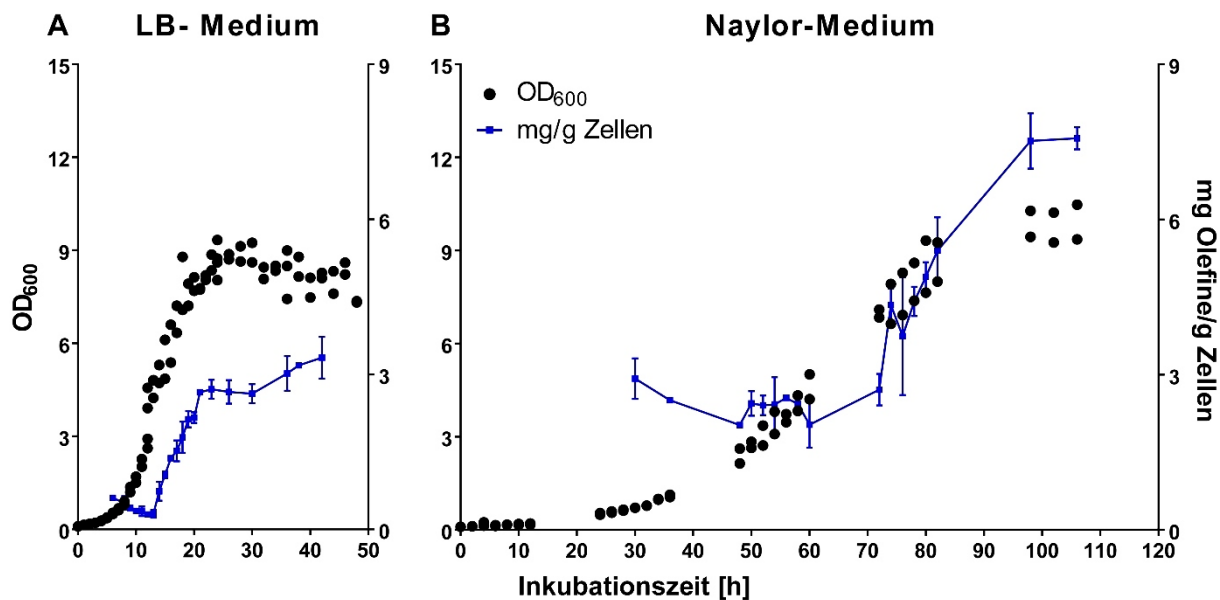 A LB- Medium
B Naylor-Medium
OD600
mg/g Zellen
15
12
9
6
3
0
OD600
9
6
3
0
0 10 20 30 40 50
15
12
9
6
3
0
9
6
3
0
mg Olefine/g Zellen
0 10 20 30 40 50 60 70 80 90 100 110 120
Inkubationszeit [h]